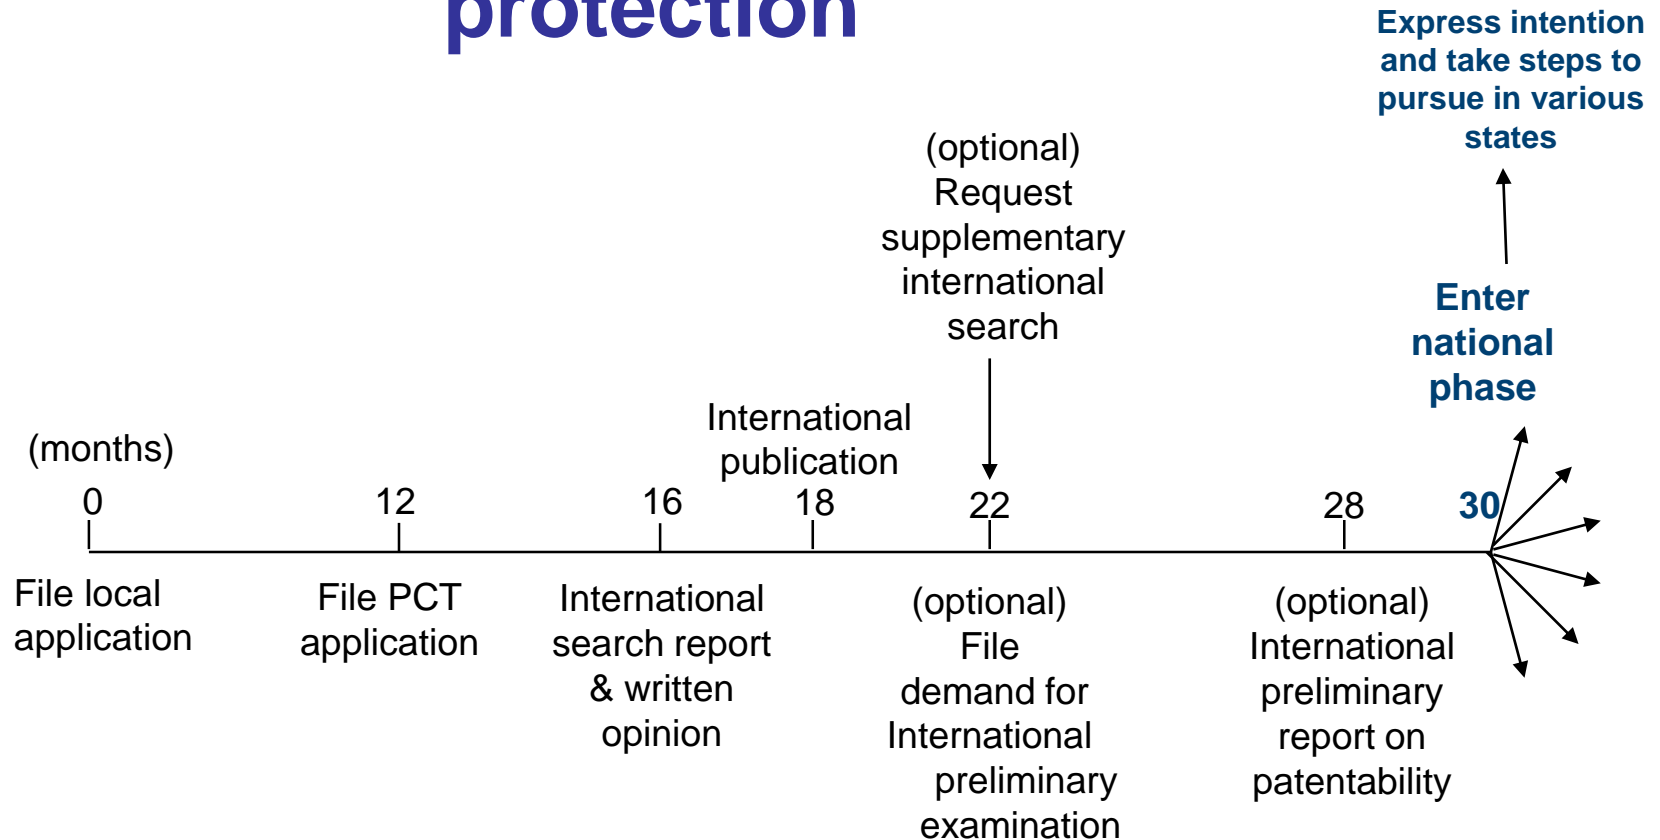 protection
Express intention
and take steps to
pursue in various
states
(optional)
Request
supplementary
international
search
Enter
national
phase
International
publication
(months)
0
12
16
18
22
28
30
File local
application
File PCT
application
International
search report
& written
opinion
(optional)
File
demand for
International
preliminary
examination
(optional)
International
preliminary
report on
patentability